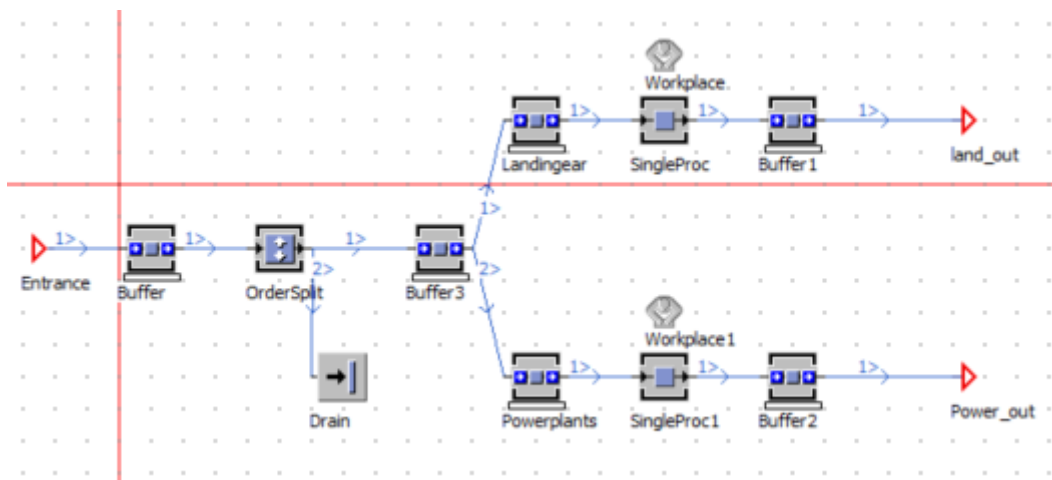 Workplace
1>
1>
1>
Landingear
SingleProc
Buffer1
land_out
1>
1>
1>
1>
2>
2>
Entrance
Buffer
OrderSplit
Buffer3
Workplace1
1>
1>
1>
Drain
Powerplants
SingleProc1
Buffer2
Power_out